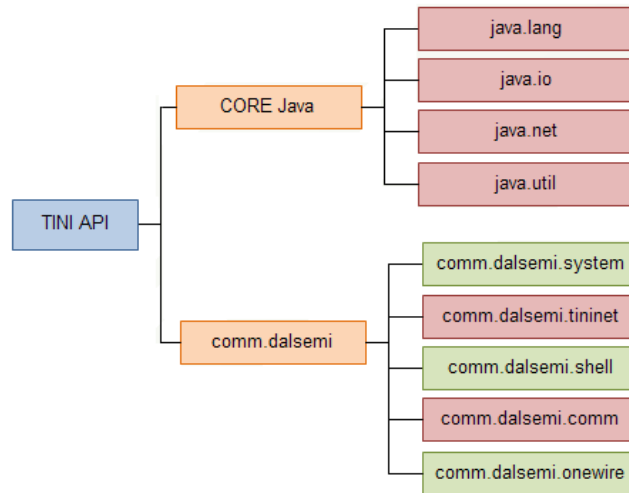 java.lang
java.io
CORE Java
java.net
java.util
TINI API
comm.dalsemi.system
comm.dalsemi.tininet
comm.dalsemi
comm.dalsemi.shell
comm.dalsemi.comm
comm.dalsemi.onewire